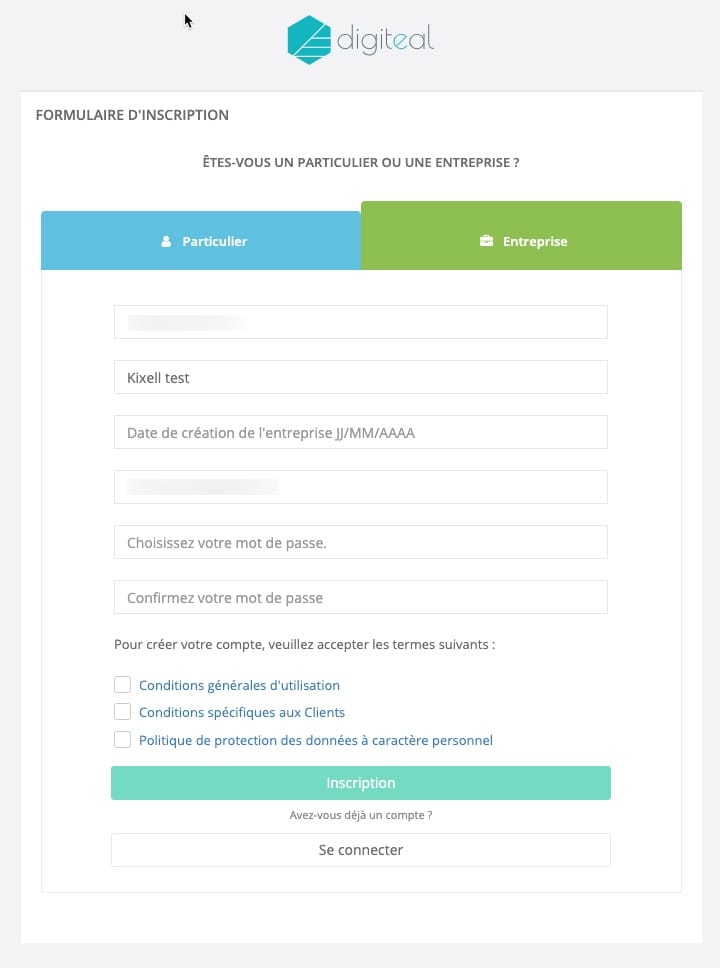 digiteal
FORMULAIRE D'INSCRIPTION
ÊTES-VOUS UN PARTICULIER OU UNE ENTREPRISE ?
Particulier
Entreprise
Kixell test
Date de création de l'entreprise JJ/MM/AAAA
Choisissez votre mot de passe.
Confirmez votre mot de passe
Pour créer votre compte, veuillez accepter les termes suivants :
Conditions générales d'utilisation
Conditions spécifiques aux Clients
Politique de protection des données à caractère personnel
Inscription
Avez-vous déjà un compte ?
Se connecter